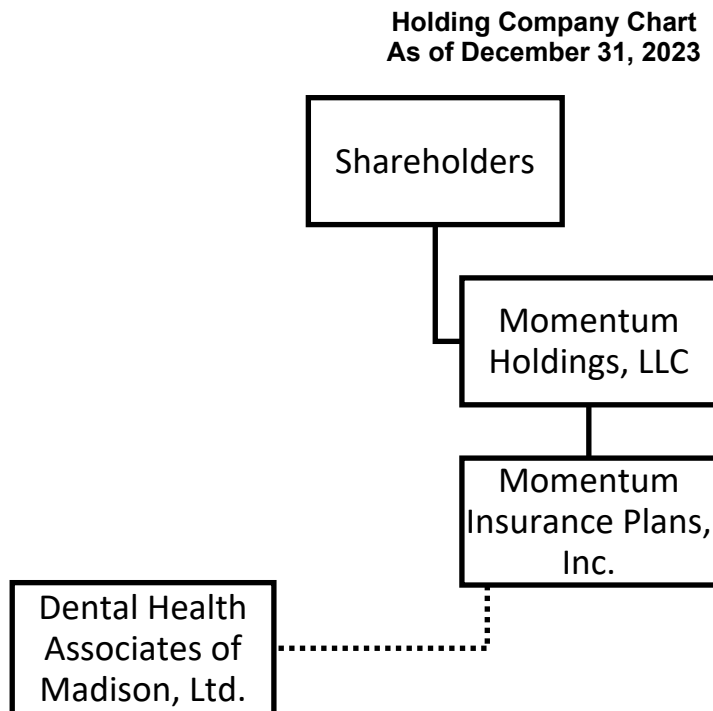 Holding Company Chart
As of December 31, 2023
Shareholders
Momentum
Holdings, LLC
Momentum
Insurance Plans,
Inc.
Dental Health
Associates of
Madison, Ltd.